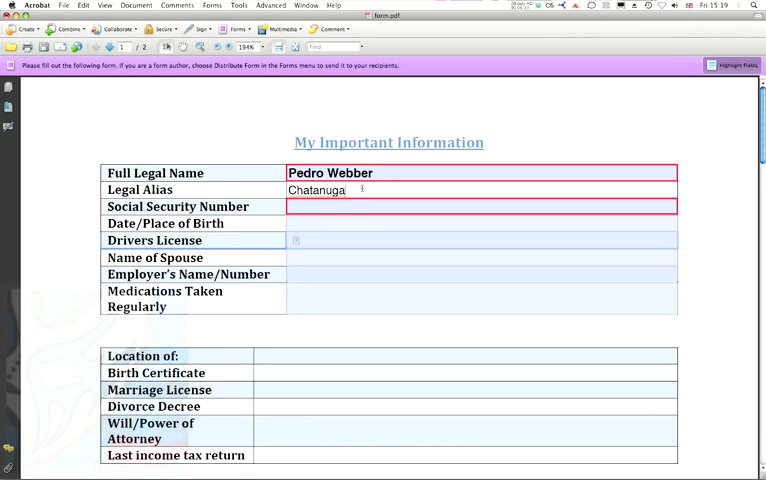 Acrobat File Edit View Document Comments Forms Tools Advanced Window Help Fri 15:19
form.pdf
Create Combine Collaborate Secure Sign Forms Multimedia Comment
1 / 2 194% Find
Please fill out the following form. If you are a form author, choose Distribute Form in the Forms menu to send it to your recipients. Highlight Fields
My Important Information
Full Legal Name Pedro Webber
Legal Alias Chatanuga
Social Security Number
Date/Place of Birth
Drivers License
Name of Spouse
Employer's Name/Number
Medications Taken
Regularly
Location of:
Birth Certificate
Marriage License
Divorce Decree
Will/Power of
Attorney
Last income tax return